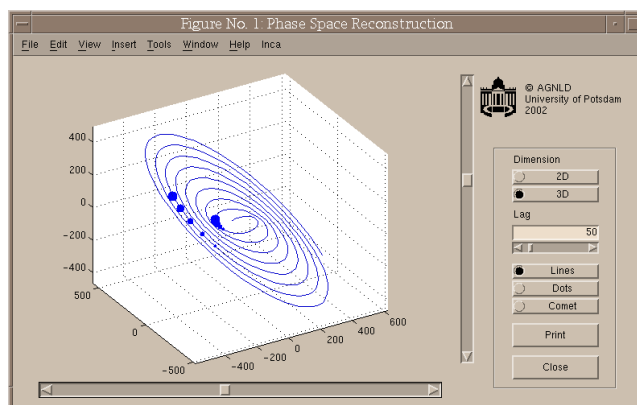 Figure No. 1: Phase Space Reconstruction
File Edit View Insert Tools Window Help Inca
© AGNLD
University of Potsdam
2002
Dimension
2D
3D
Lag
50
Lines
Dots
Comet
Print
Close
400
200
0
−200
−400
500
0
−500
−400
−200
0
200
400
600